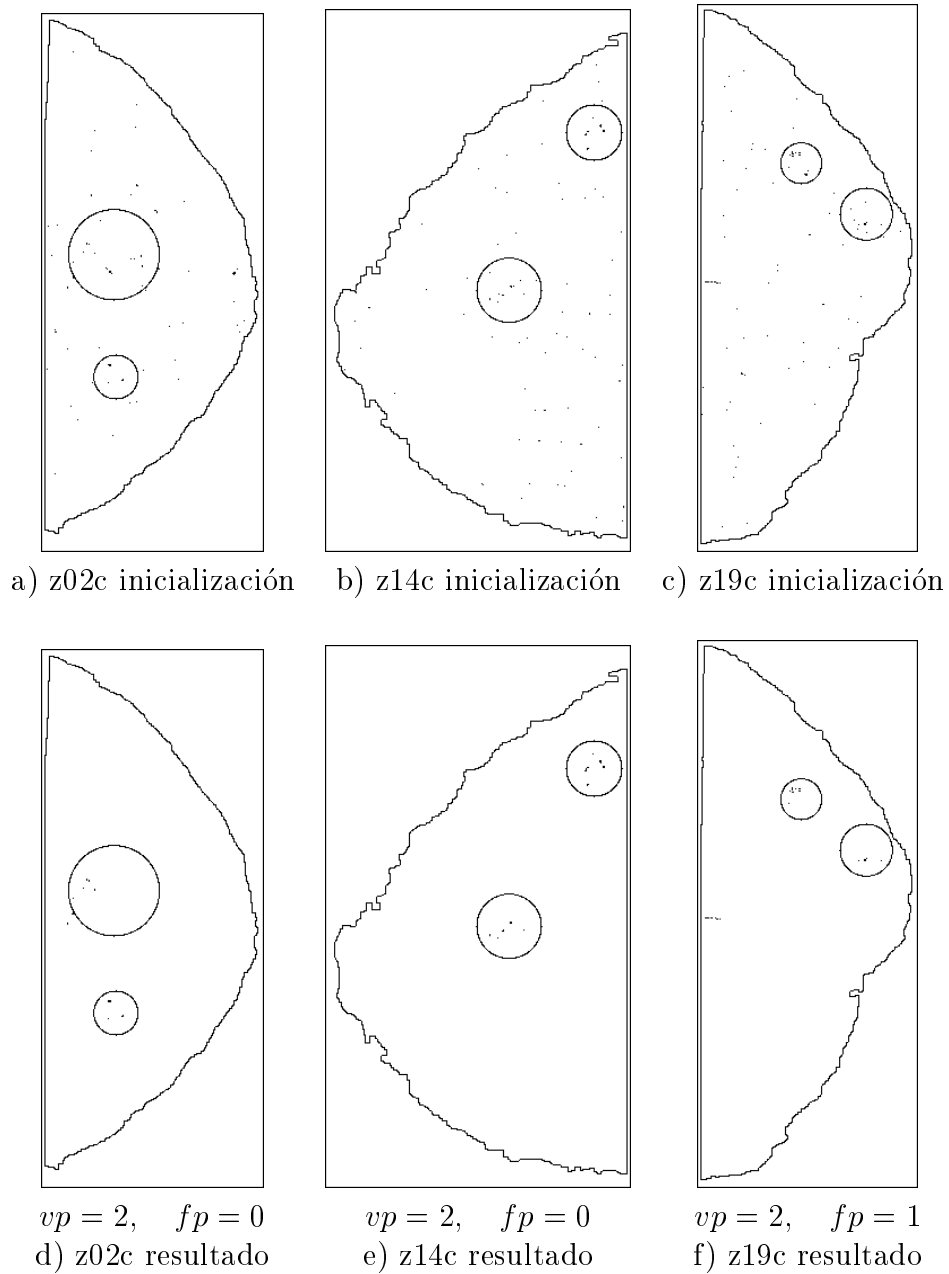 a) z02c inicialización
b) z14c inicialización
c) z19c inicialización
vp = 2, fp = 0
d) z02c resultado
vp = 2, fp = 0
e) z14c resultado
vp = 2, fp = 1
f) z19c resultado